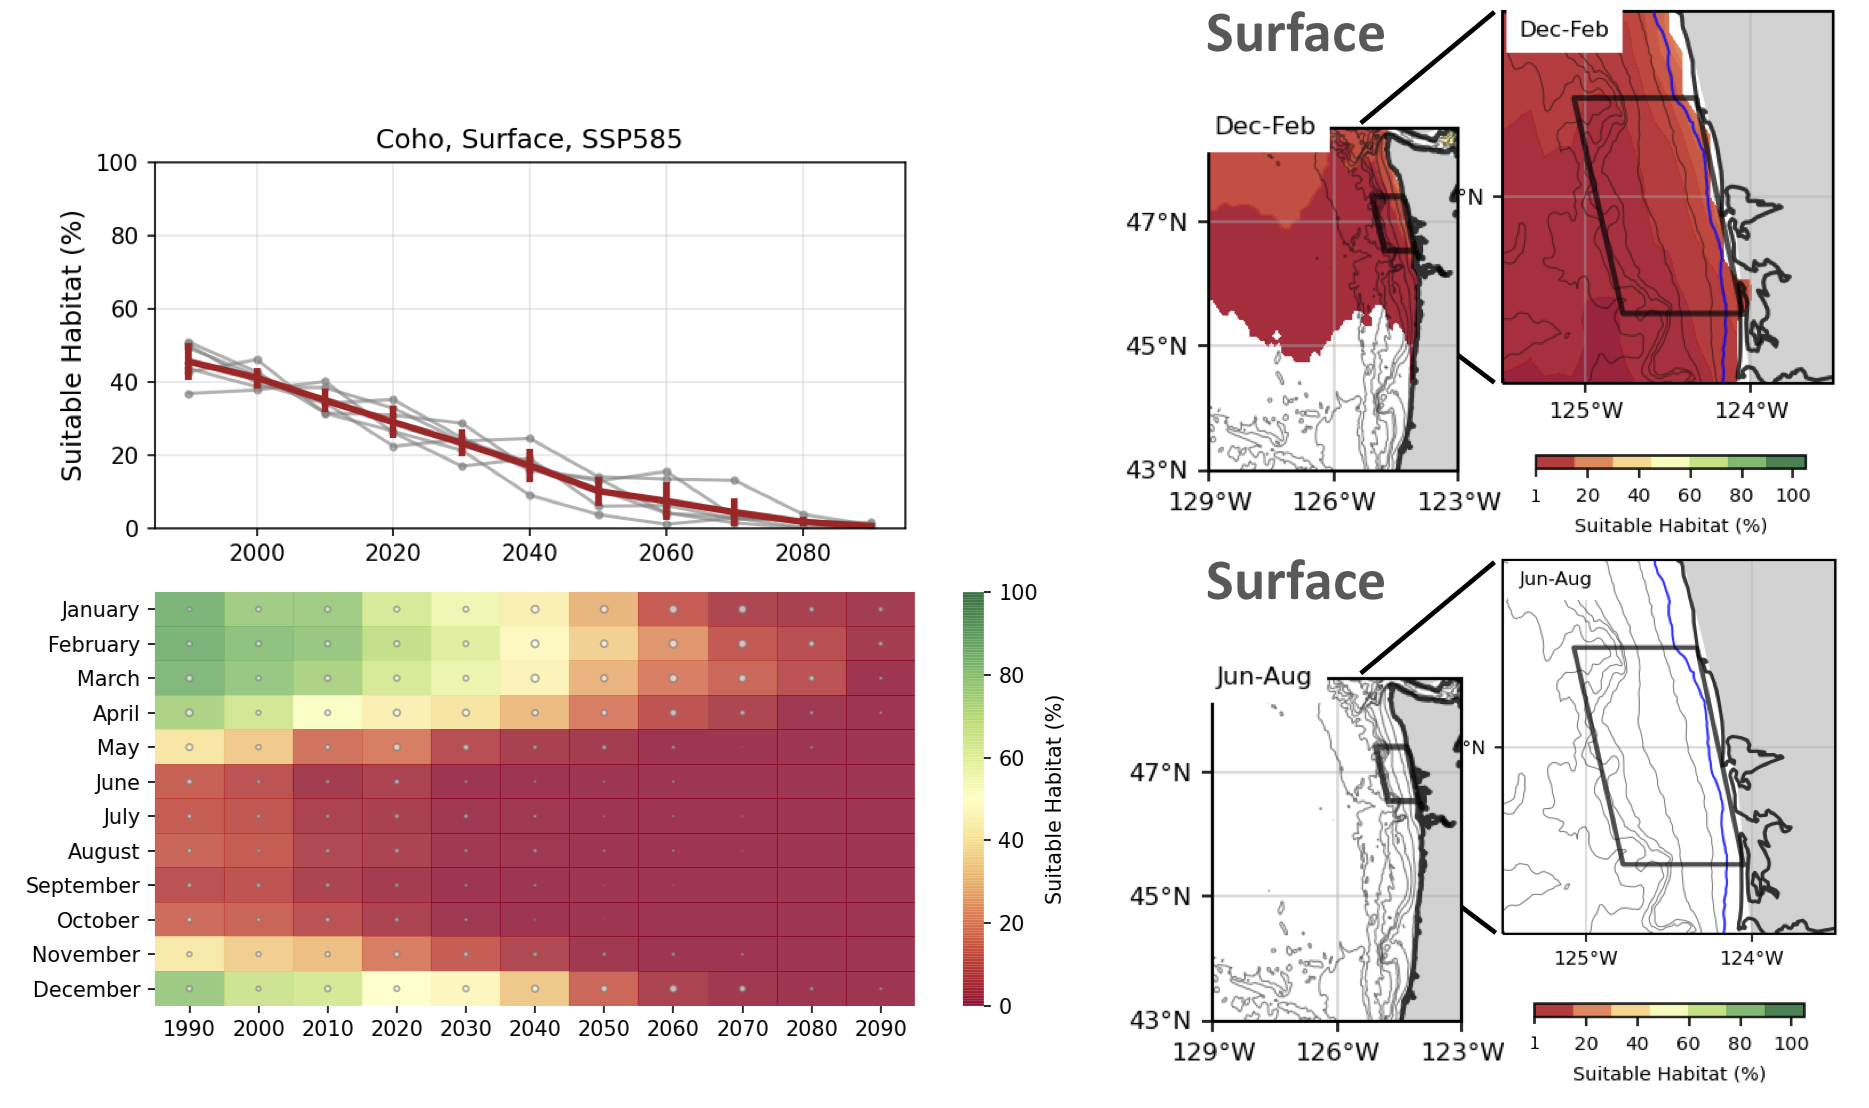 Coho, Surface, SSP585
Suitable Habitat (%)
100
80
60
40
20
0
2000 2020 2040 2060 2080
January
February
March
April
May
June
July
August
September
October
November
December
1990 2000 2010 2020 2030 2040 2050 2060 2070 2080 2090
100
80
60
40
20
0
Suitable Habitat (%)
Surface
Dec-Feb
47°N
45°N
43°N
129°W 126°W 123°W
Dec-Feb
°N
125°W 124°W
1 20 40 60 80 100
Suitable Habitat (%)
Surface
Jun-Aug
47°N
45°N
43°N
129°W 126°W 123°W
Jun-Aug
°N
125°W 124°W
1 20 40 60 80 100
Suitable Habitat (%)